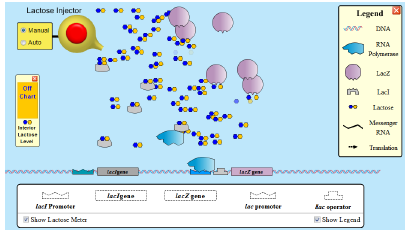 Lactose Injector
Manual
Auto
Off
Chart
Interior
Lactose
Level
Legend
DNA
RNA
Polymerase
LacZ
LacI
Lactose
Messenger
RNA
Translation
lacI gene
lacZ gene
lacI gene
lacZ gene
lacI Promoter
lac promoter
lac operator
Show Lactose Meter
Show Legend